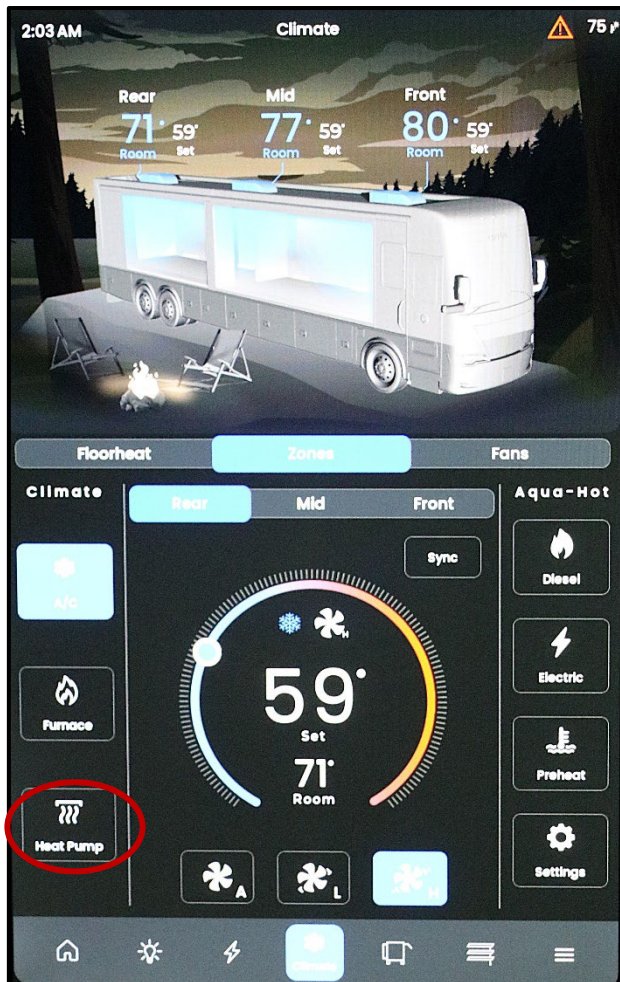 2:03 AM Climate 75
Rear Mid Front
71° 59° 77° 59° 80° 59°
Room Set Room Set Room Set
Floorheat Zones Fans
Climate Aqua-Hot
Rear Mid Front
Sync
A/C
Diesel
59°
Set
Electric
Furnace
71°
Room
Preheat
Heat Pump
A L H
Settings
Climate